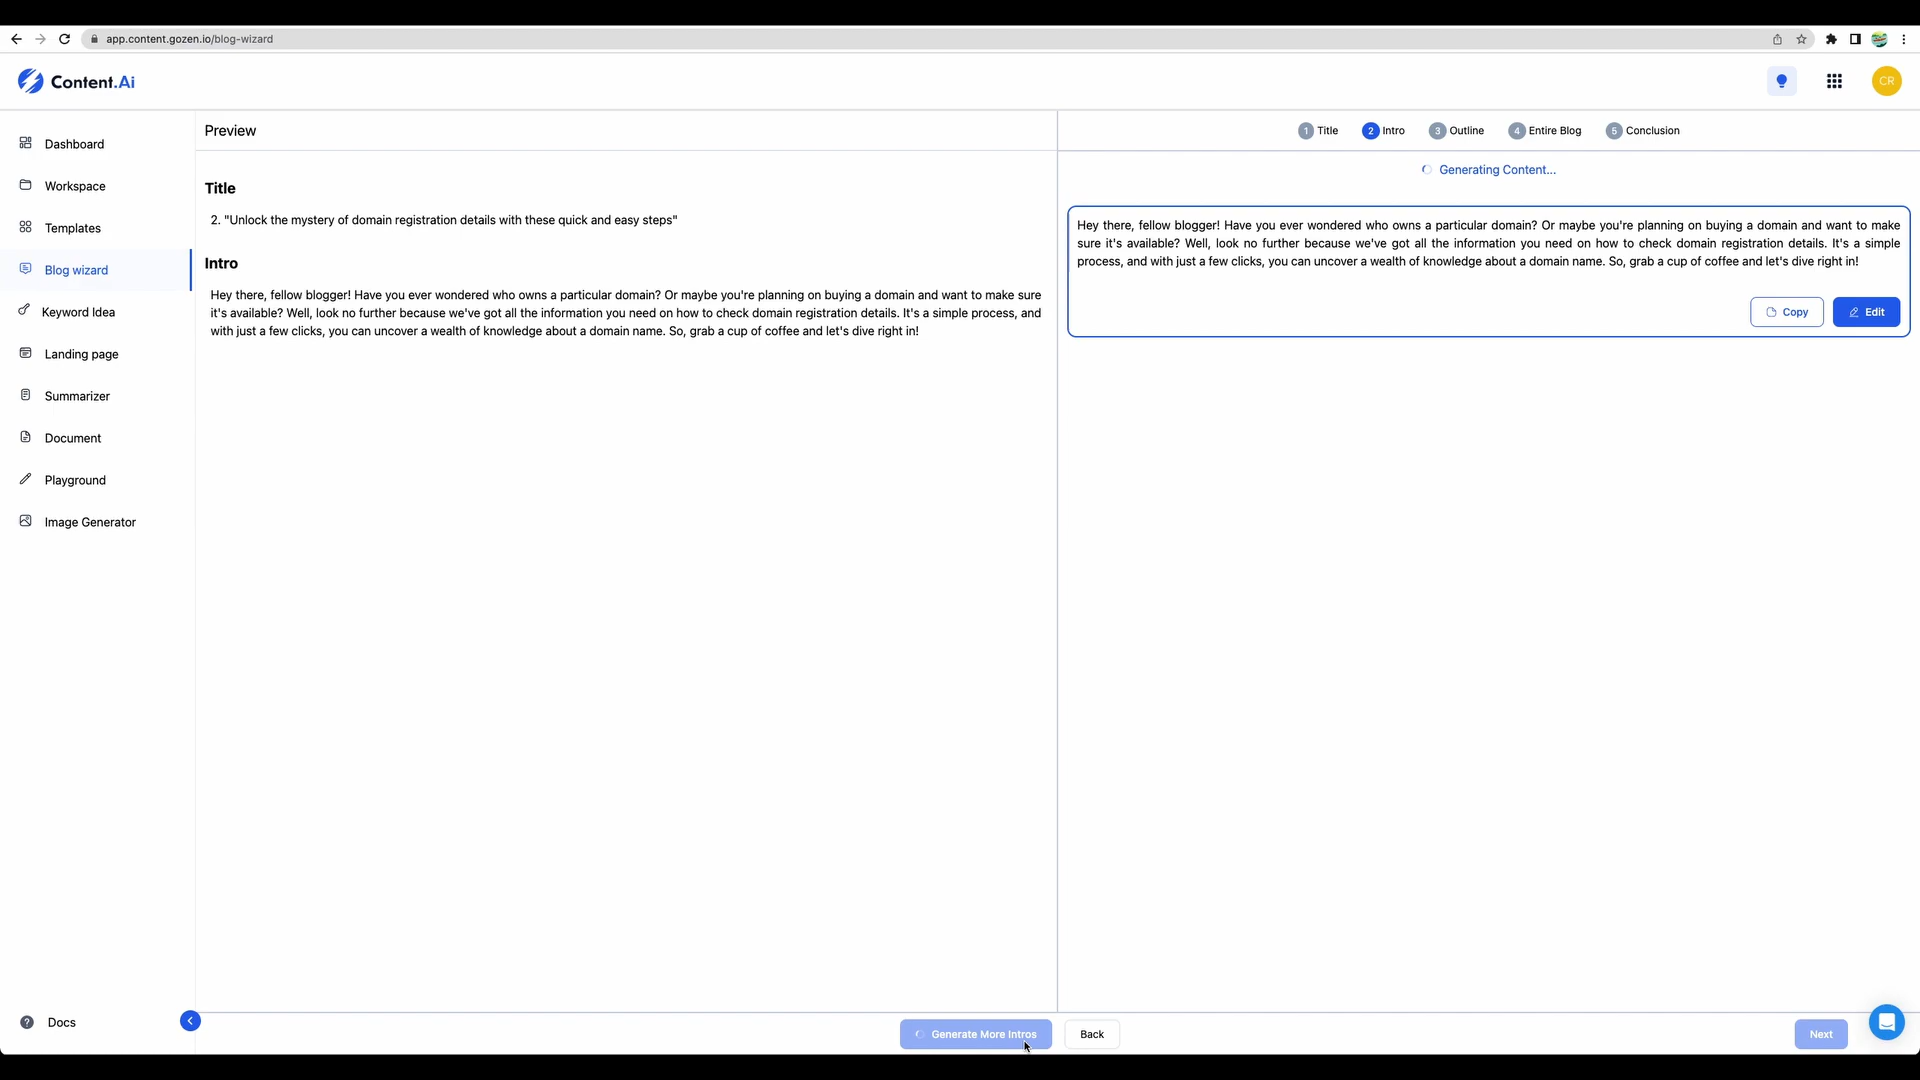 app.content.gozen.io/blog-wizard
Content.Ai
CR
Dashboard
Workspace
Templates
Blog wizard
Keyword Idea
Landing page
Summarizer
Document
Playground
Image Generator
Docs
Preview
Title
2. "Unlock the mystery of domain registration details with these quick and easy steps"
Intro
Hey there, fellow blogger! Have you ever wondered who owns a particular domain? Or maybe you're planning on buying a domain and want to make sure
it's available? Well, look no further because we've got all the information you need on how to check domain registration details. It's a simple process, and
with just a few clicks, you can uncover a wealth of knowledge about a domain name. So, grab a cup of coffee and let's dive right in!
1 Title 2 Intro 3 Outline 4 Entire Blog 5 Conclusion
Generating Content...
Hey there, fellow blogger! Have you ever wondered who owns a particular domain? Or maybe you're planning on buying a domain and want to make
sure it's available? Well, look no further because we've got all the information you need on how to check domain registration details. It's a simple
process, and with just a few clicks, you can uncover a wealth of knowledge about a domain name. So, grab a cup of coffee and let's dive right in!
Copy Edit
Generate More Intros Back Next